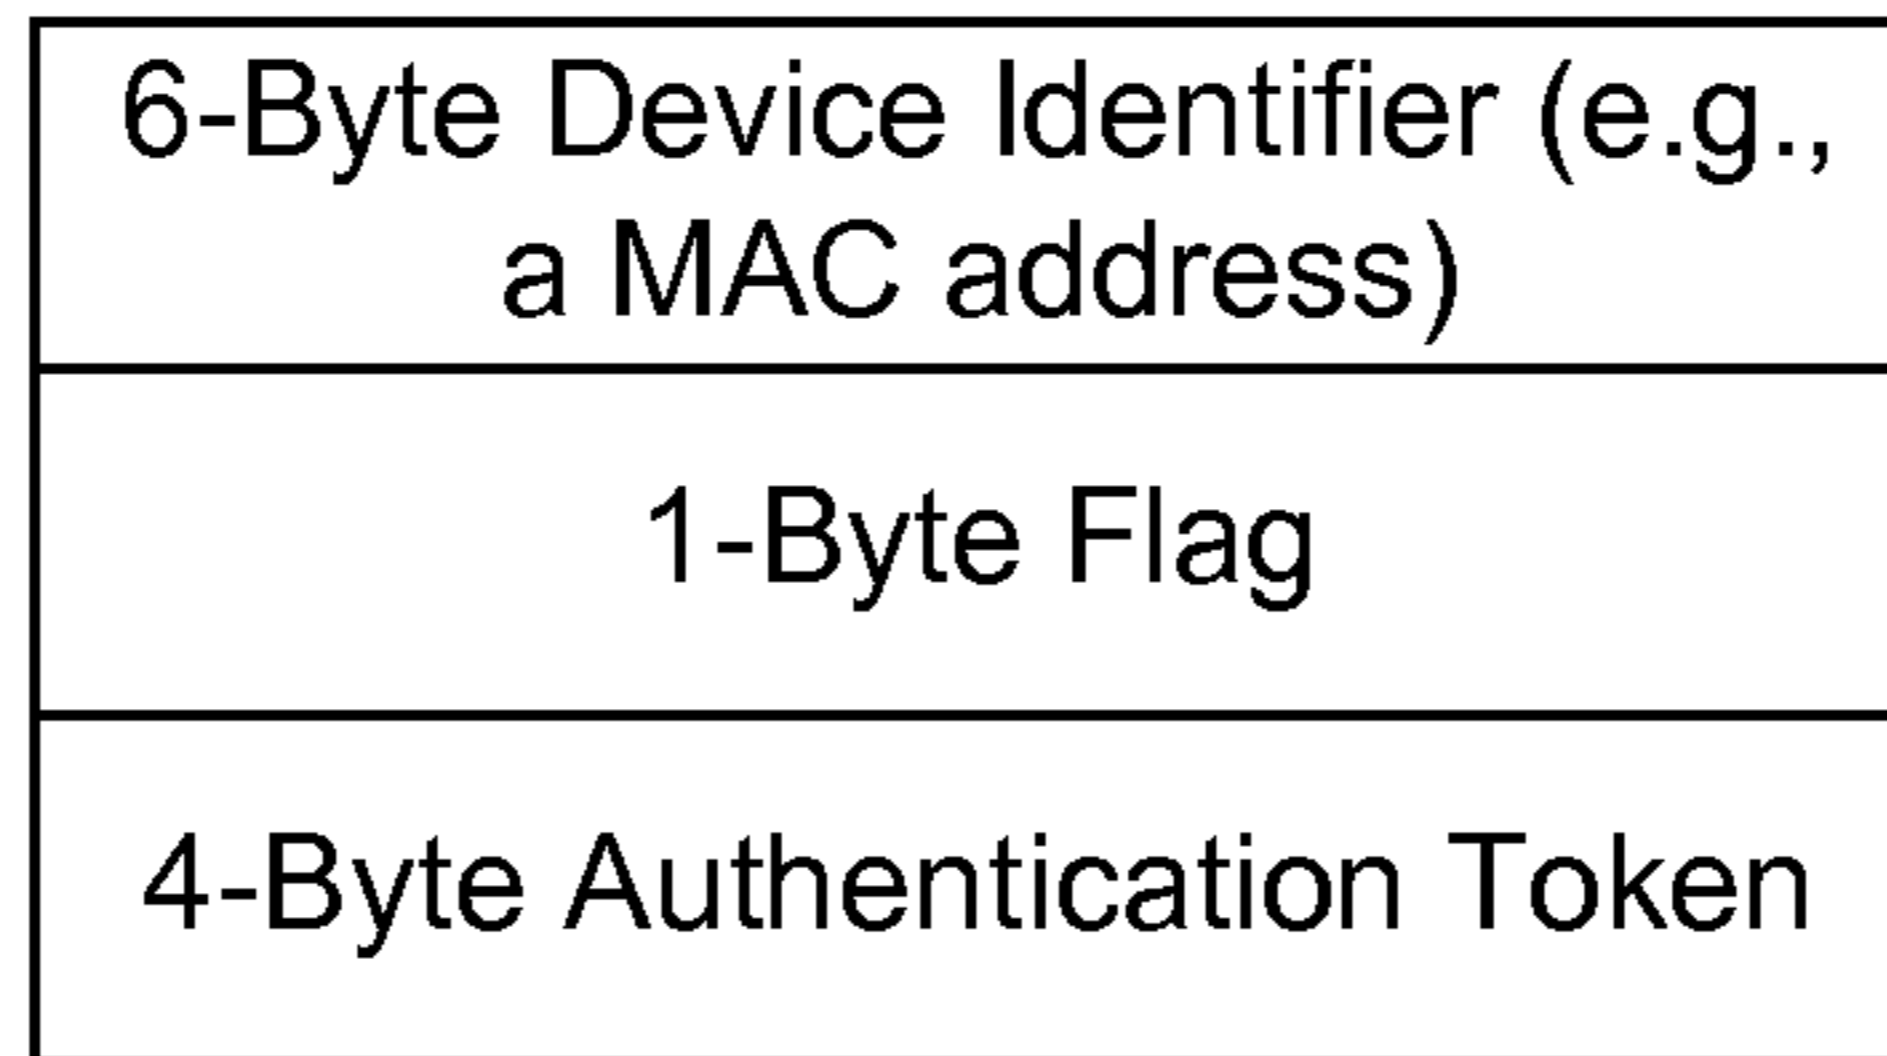 6-Byte Device Identifier (e.g.,
a MAC address)
1-Byte Flag
4-Byte Authentication Token